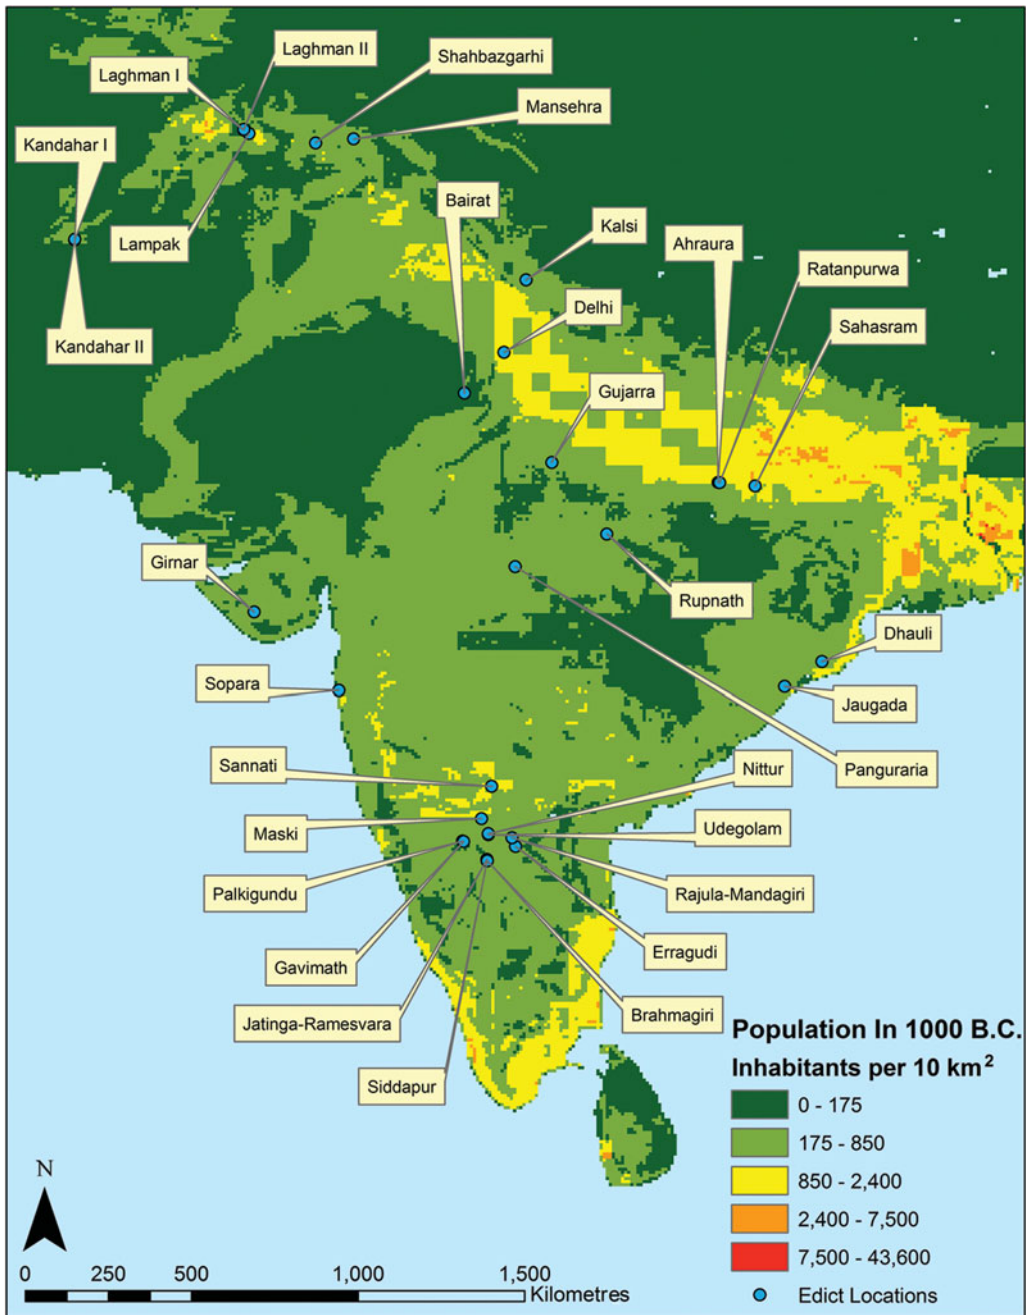 Laghman II
Shahbazgarhi
Laghman I
Mansehra
Kandahar I
Bairat
Kalsi
Ahraura
Lampak
Ratanpurwa
Delhi
Sahasram
Kandahar II
Gujarra
Girnar
Rupnath
Dhauli
Sopara
Jaugada
Sannati
Nittur
Panguraria
Maski
Udegolam
Palkigundu
Rajula-Mandagiri
Gavimath
Erragudi
Jatinga-Ramesvara
Brahmagiri
Siddapur
Population In 1000 B.C.
Inhabitants per 10 km²
0 - 175
175 - 850
850 - 2,400
2,400 - 7,500
7,500 - 43,600
Edict Locations
N
0 250 500 1,000 1,500
Kilometres